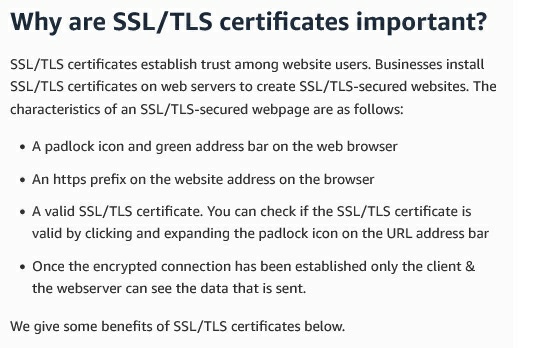 Why are SSL/TLS certificates important?
SSL/TLS certificates establish trust among website users. Businesses install
SSL/TLS certificates on web servers to create SSL/TLS-secured websites. The
characteristics of an SSL/TLS-secured webpage are as follows:
• A padlock icon and green address bar on the web browser
• An https prefix on the website address on the browser
• A valid SSL/TLS certificate. You can check if the SSL/TLS certificate is
valid by clicking and expanding the padlock icon on the URL address bar
• Once the encrypted connection has been established only the client &
the webserver can see the data that is sent.
We give some benefits of SSL/TLS certificates below.